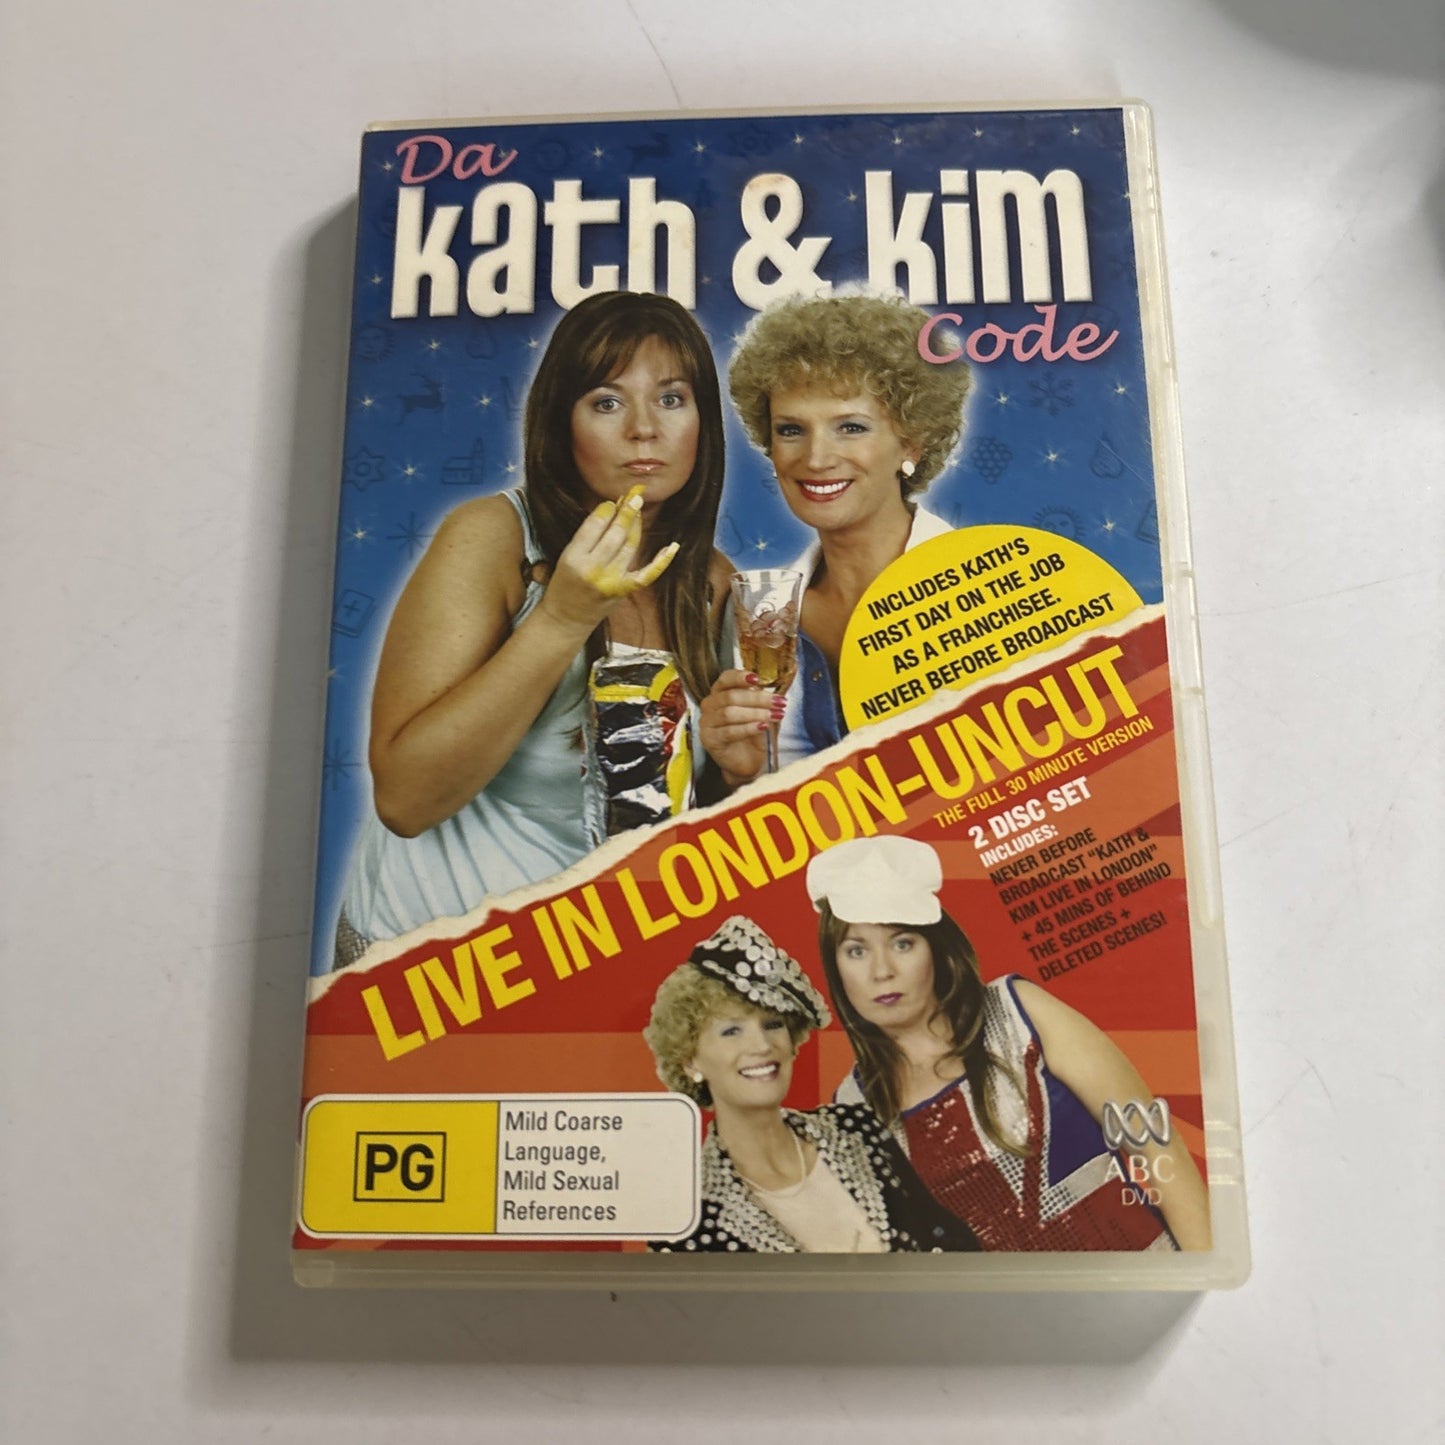 Da
kath & kim
Code
INCLUDES KATH'S
FIRST DAY ON THE JOB
AS A FRANCHISEE.
NEVER BEFORE BROADCAST
LIVE IN LONDON-UNCUT
THE FULL 30 MINUTE VERSION
2 DISC SET
INCLUDES:
NEVER BEFORE
BROADCAST "KATH &
KIM LIVE IN LONDON"
+ 45 MINS OF BEHIND
THE SCENES +
DELETED SCENES!
PG
Mild Coarse
Language,
Mild Sexual
References
ABC
DVD